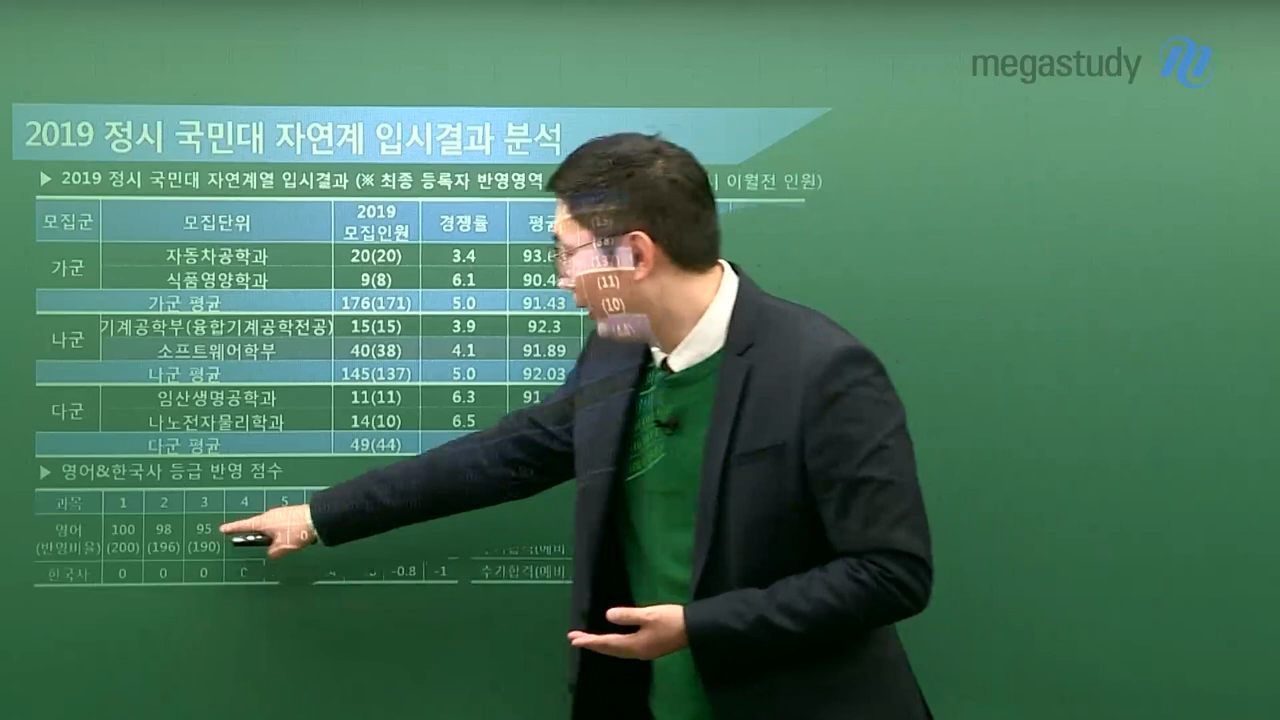 megastudy
2019 정시 국민대 자연계 입시결과 분석
▶ 2019 정시 국민대 자연계열 입시결과 (※ 최종 등록자 반영영역 이월전 인원)
모집군 모집단위 2019 모집인원 경쟁률
가군 자동차공학과 20(20) 3.4
식품영양학과 9(8) 6.1
가군 평균 176(171) 5.0 91.43
나군 기계공학부(융합기계공학전공) 15(15) 3.9 92.3
소프트웨어학부 40(38) 4.1 91.89
나군 평균 145(137) 5.0 92.03
다군 임산생명공학과 11(11) 6.3
나노전자물리학과 14(10) 6.5
다군 평균 49(44)
(11)
(10)
▶ 영어&한국사 등급 반영 점수
과목 1 2 3 4 5
영어 100 98 95
(반영비율) (200) (196) (190)
한국사 0 0 0 -0.8 -1
수기합격(예비